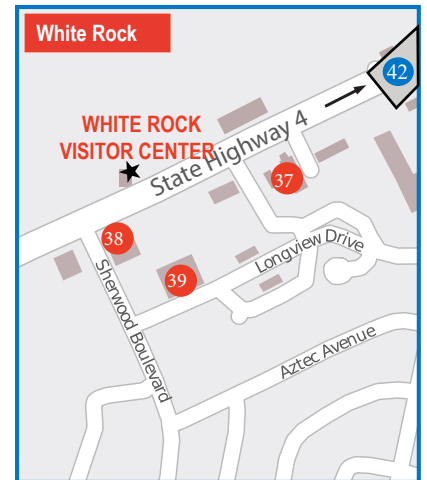 White Rock
42
WHITE ROCK
VISITOR CENTER
State Highway 4
37
38
39
Longview Drive
Sherwood Boulevard
Aztec Avenue